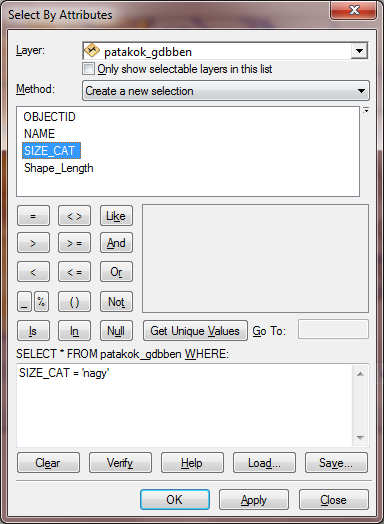 Select By Attributes
Layer: patakok_gdbben
Only show selectable layers in this list
Method: Create a new selection
OBJECTID
NAME
SIZE_CAT
Shape_Length
= < > Like
> > = And
< < = Or
_ % ( ) Not
Is In Null Get Unique Values Go To:
SELECT * FROM patakok_gdbben WHERE:
SIZE_CAT = 'nagy'
Clear Verify Help Load... Save...
OK Apply Close